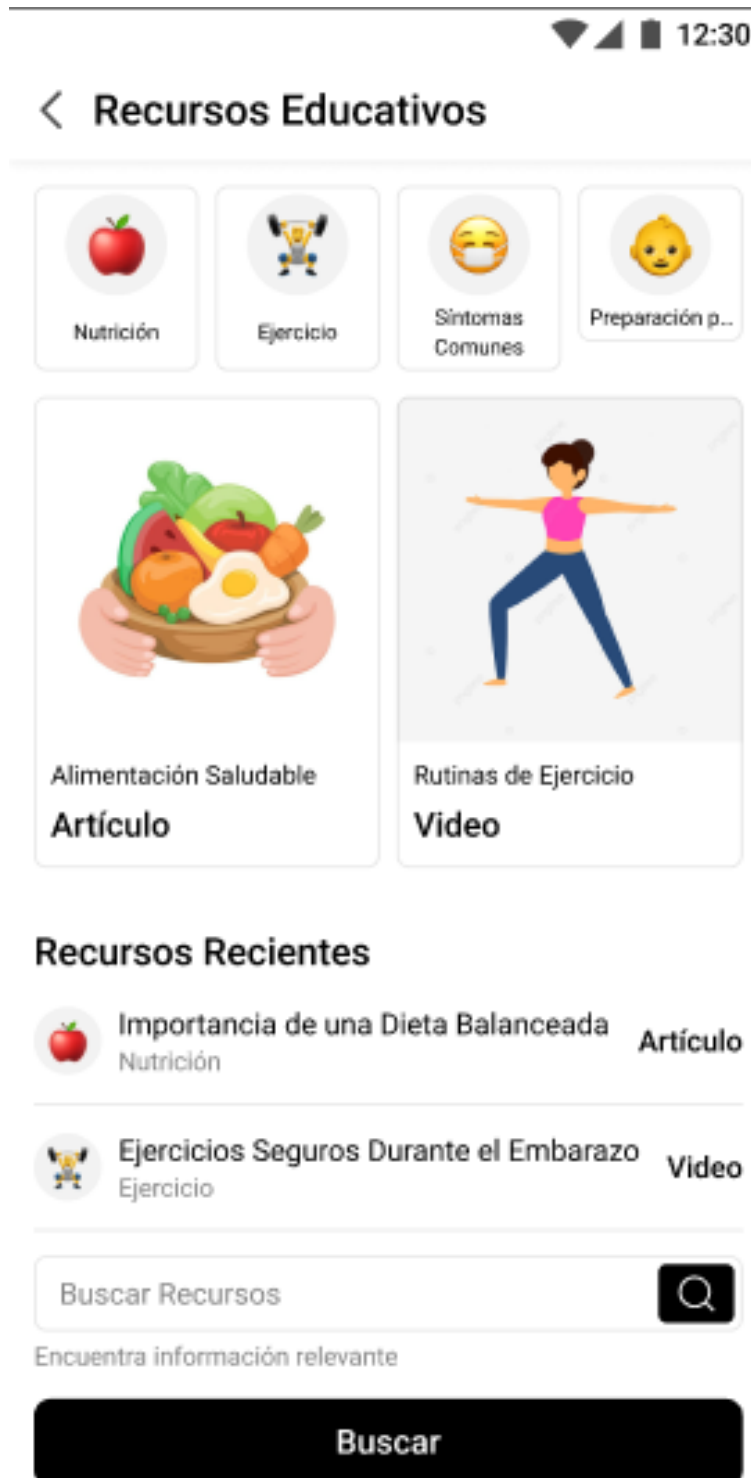 12:30
Recursos Educativos
Nutrición
Ejercicio
Síntomas
Comunes
Preparación p...
Alimentación Saludable
Artículo
Rutinas de Ejercicio
Video
Recursos Recientes
Importancia de una Dieta Balanceada
Nutrición
Artículo
Ejercicios Seguros Durante el Embarazo
Ejercicio
Video
Buscar Recursos
Encuentra información relevante
Buscar